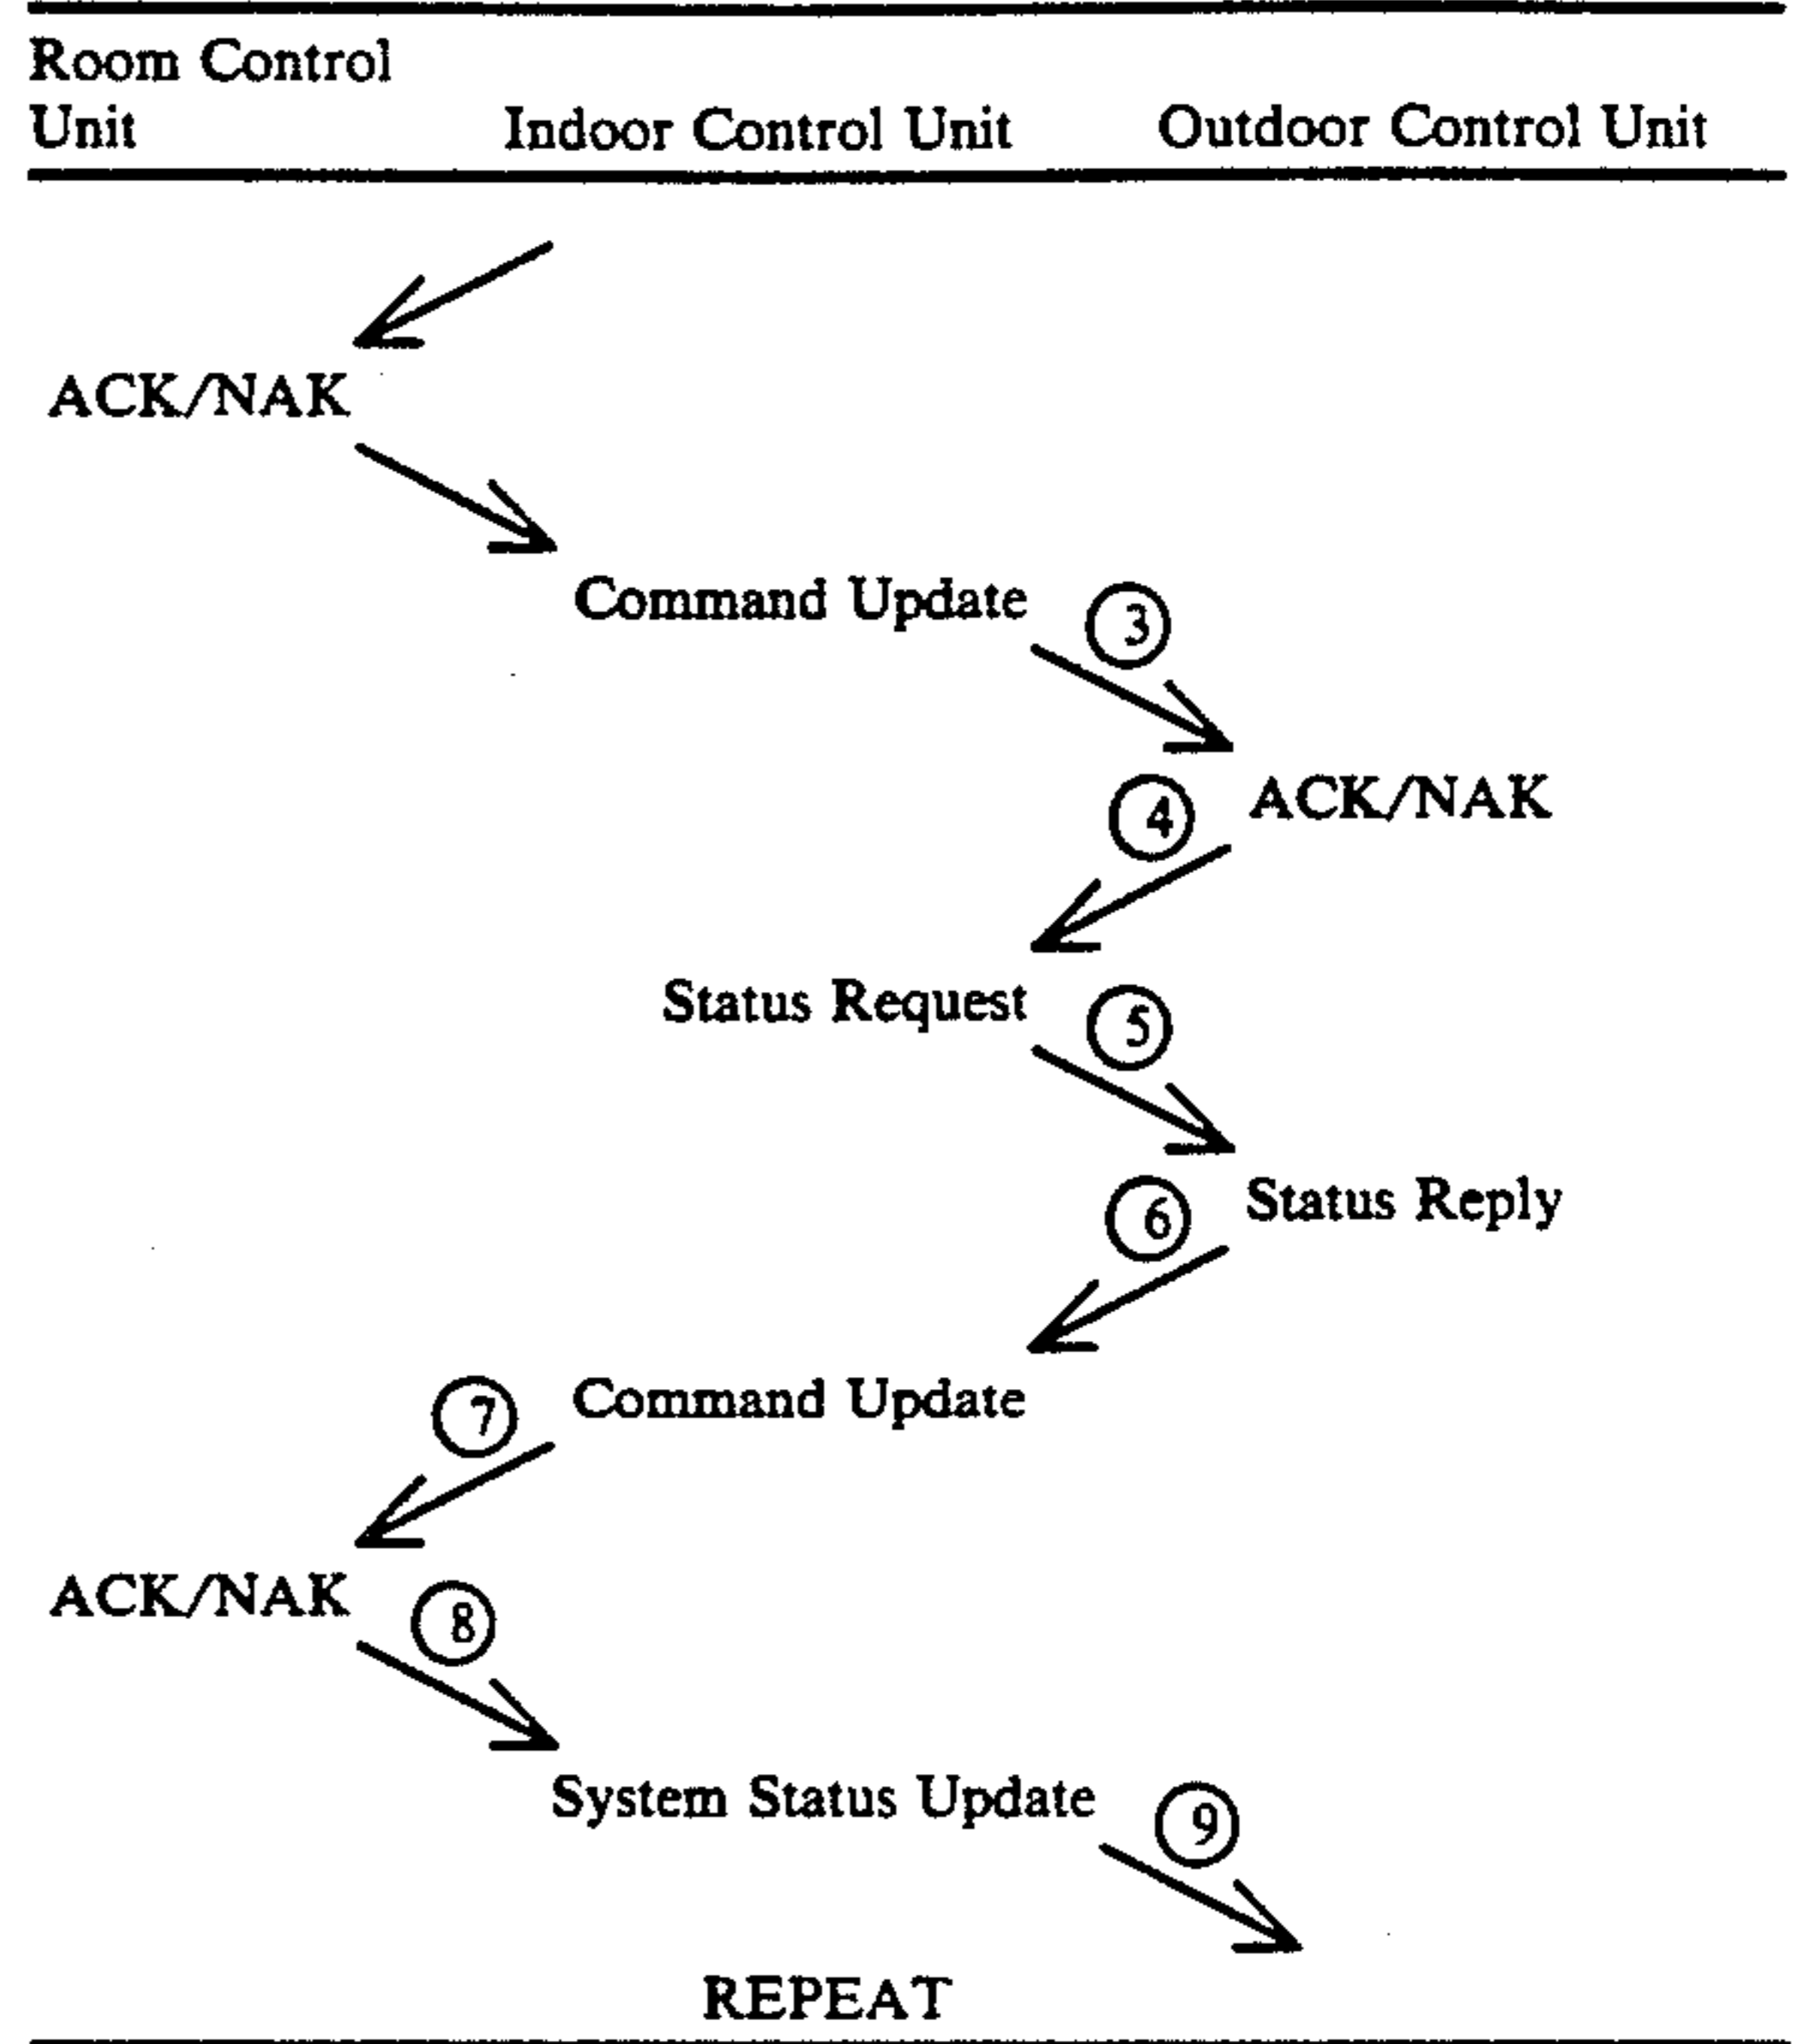 Room Control
Unit Indoor Control Unit Outdoor Control Unit
ACK/NAK
Command Update ③
④ ACK/NAK
Status Request ⑤
⑥ Status Reply
⑦ Command Update
ACK/NAK ⑧
System Status Update ⑨
REPEAT